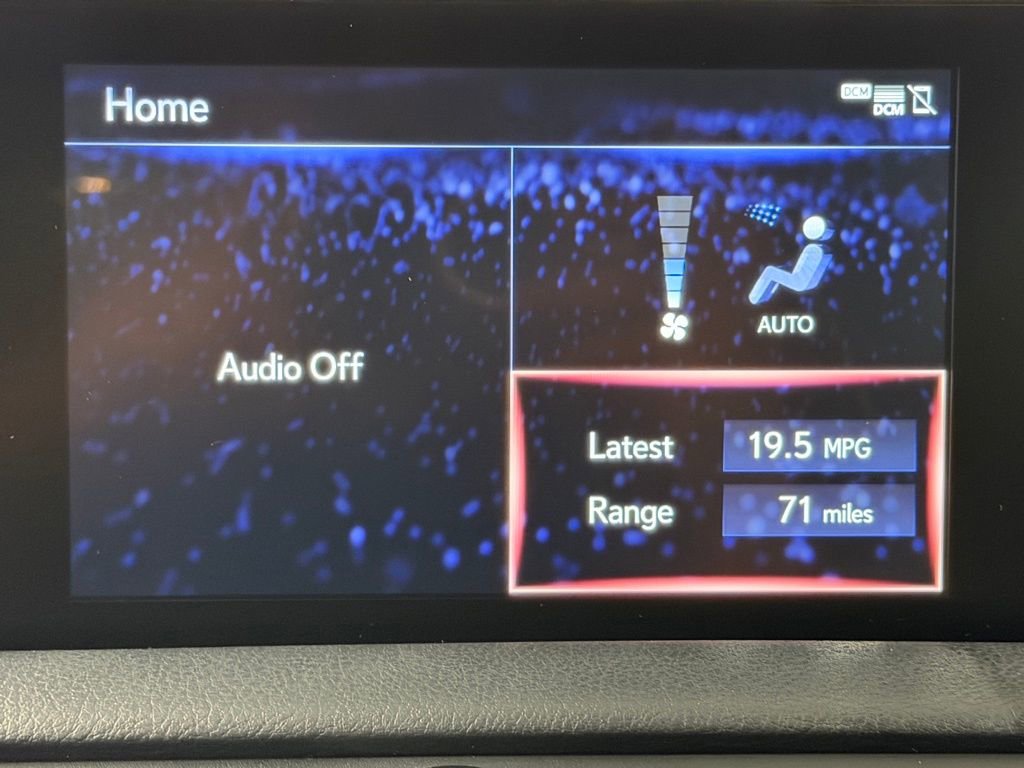 Home
DCM
DCM
Audio Off
AUTO
Latest 19.5 MPG
Range 71 miles